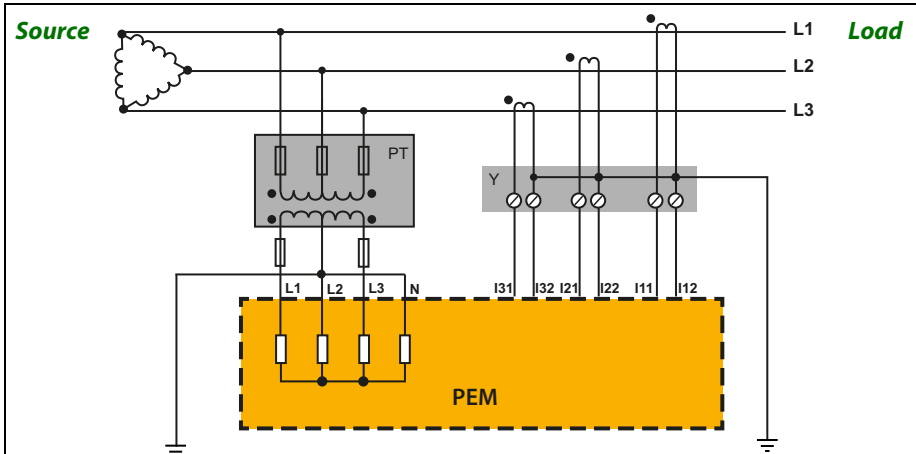 Source
L1
Load
L2
L3
PT
Y
L1 L2 L3 N I31 I32 I21 I22 I11 I12
PEM